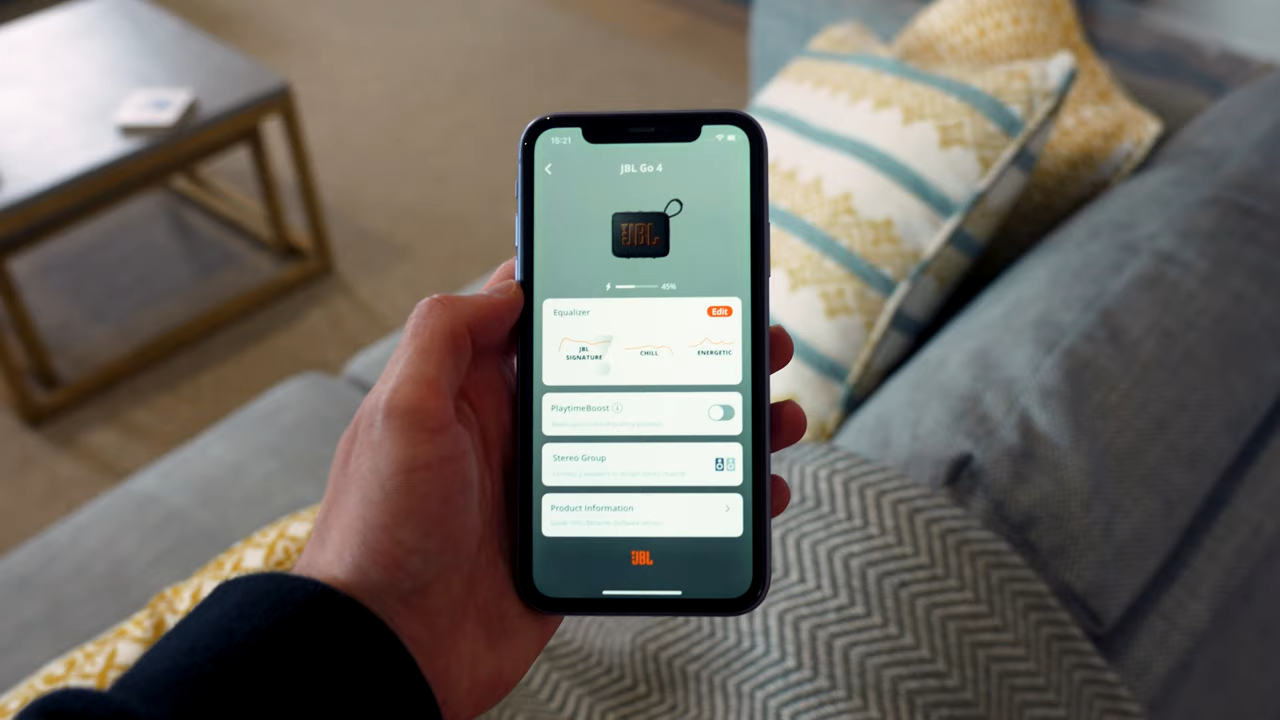 16:21
JBL Go 4
JBL
45%
Equalizer
Edit
JBL
SIGNATURE
CHILL
ENERGETIC
PlaytimeBoost
Stereo Group
Product Information
JBL